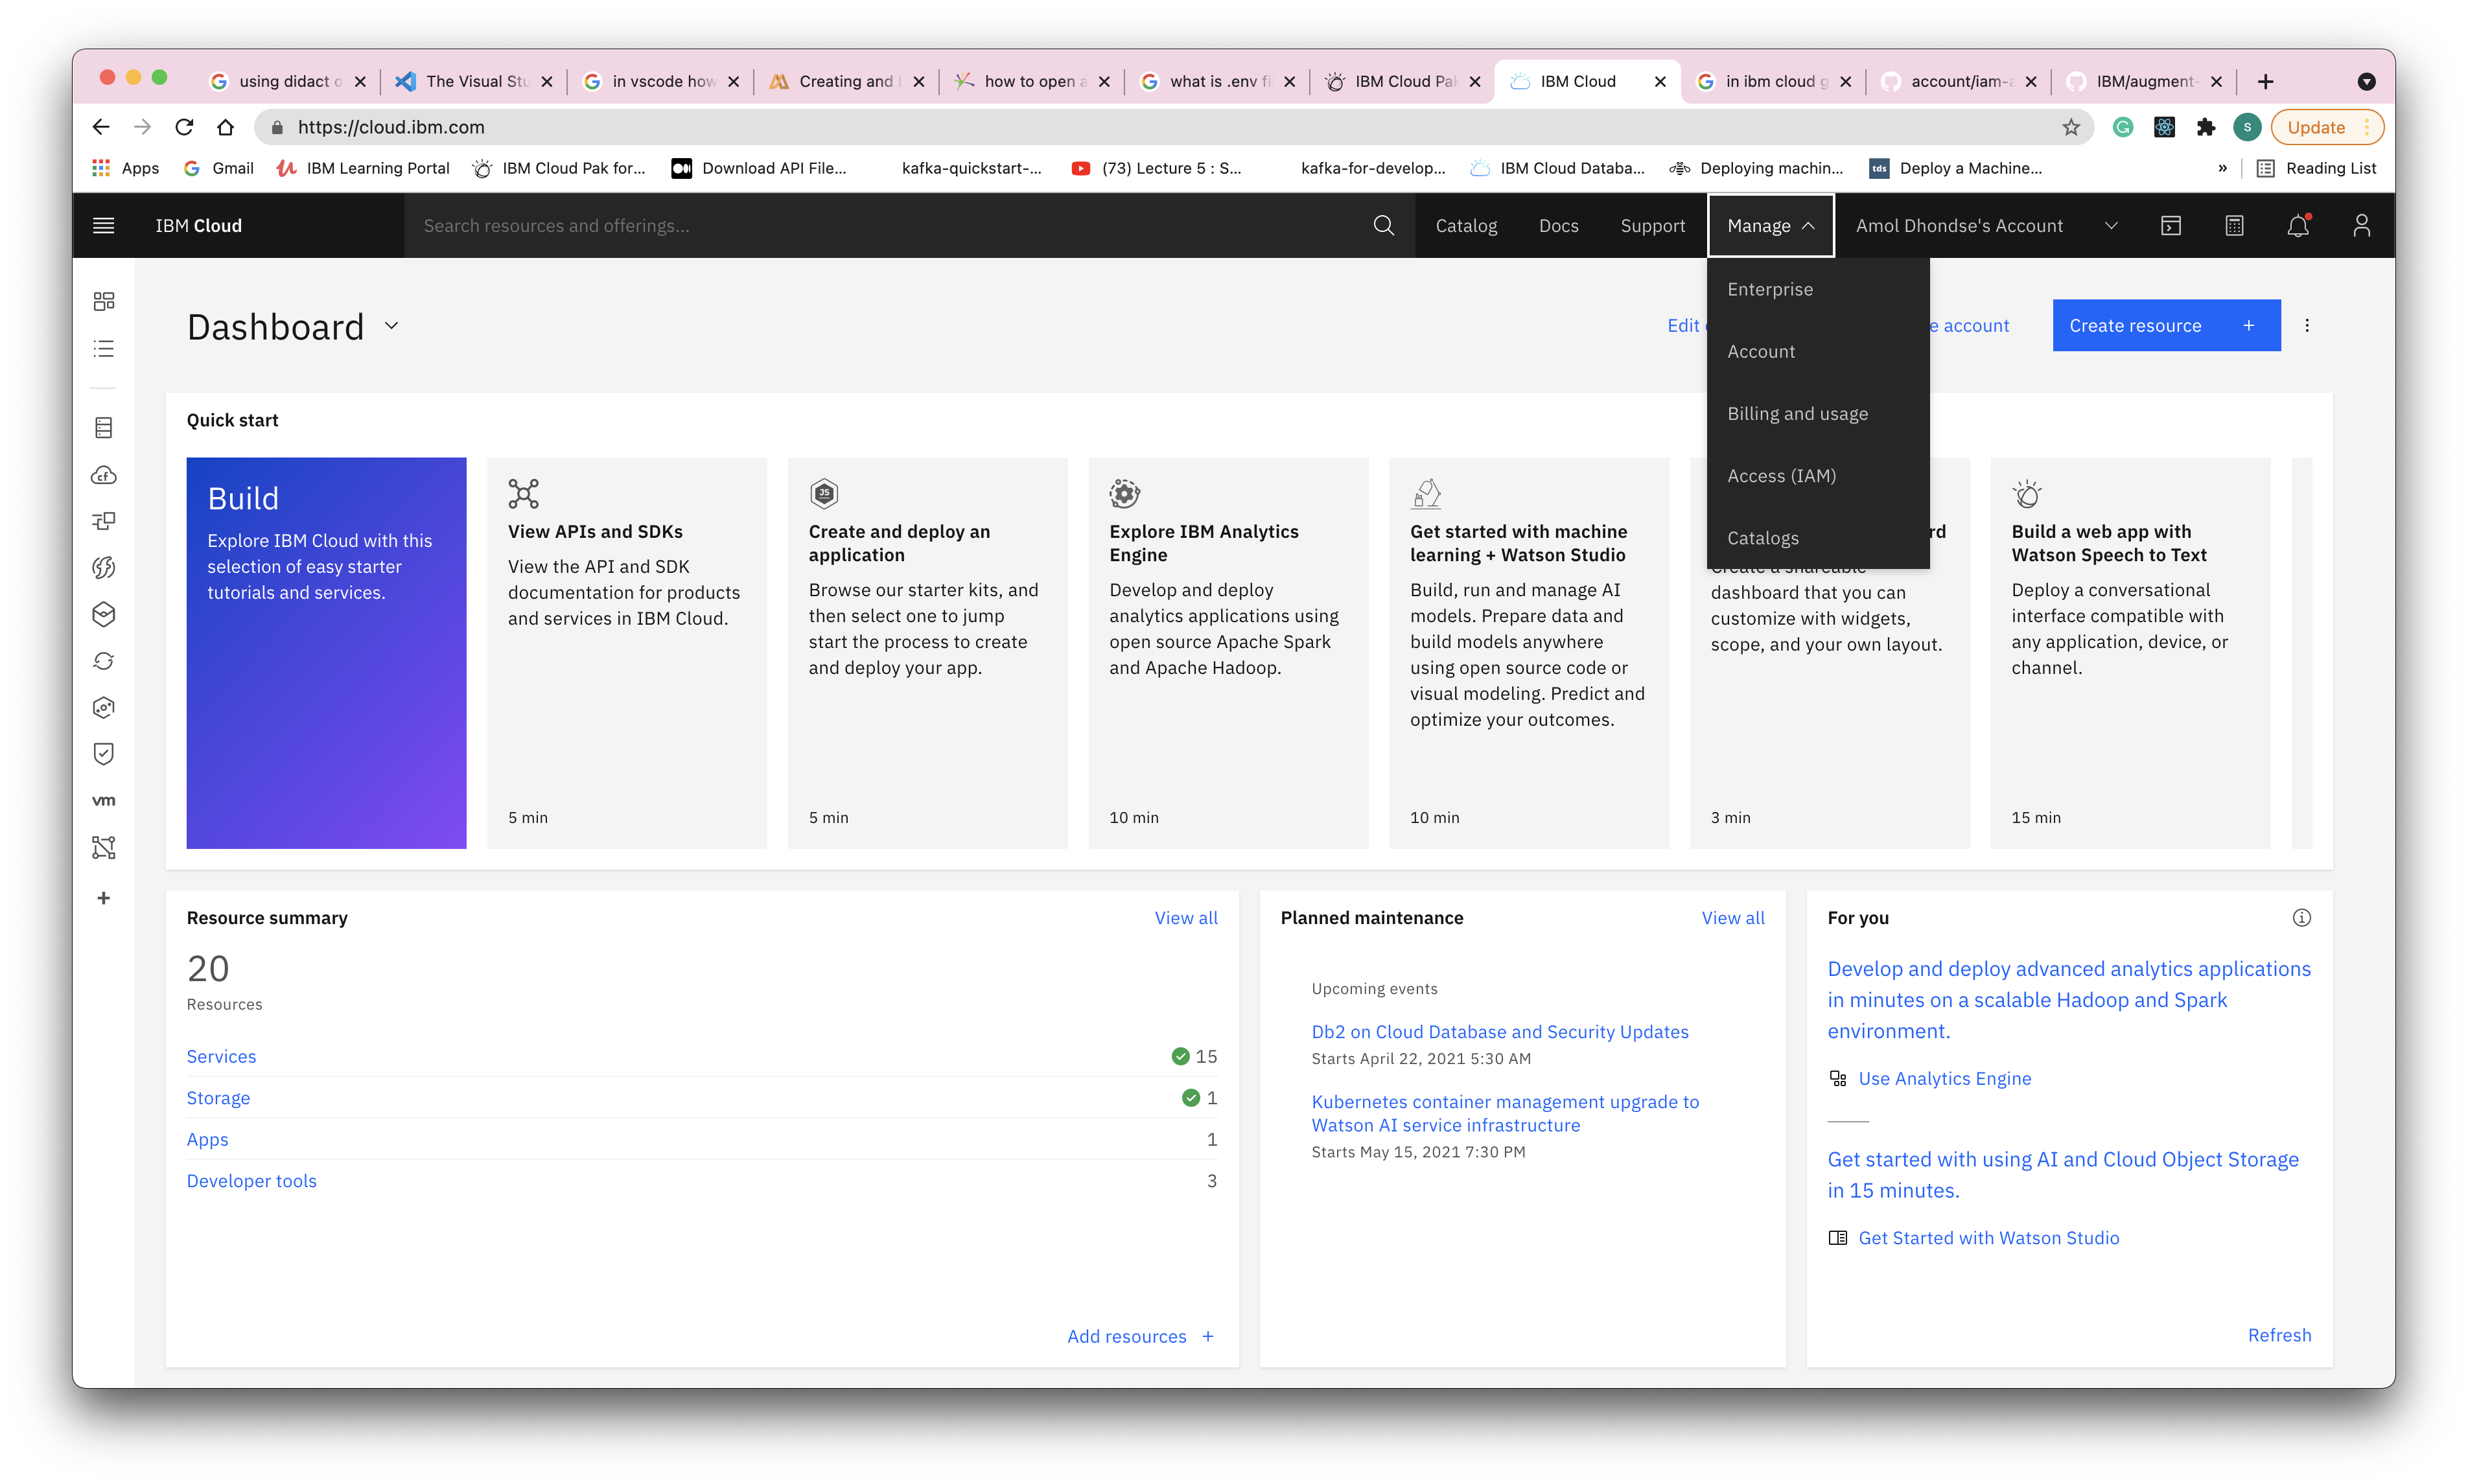 using didact o
The Visual Stu
in vscode how
Creating and
how to open a
what is .env fi
IBM Cloud Pak
IBM Cloud
in ibm cloud g
account/iam-a
IBM/augment-
https://cloud.ibm.com
S
Update
Apps
Gmail
IBM Learning Portal
IBM Cloud Pak for...
Download API File...
kafka-quickstart-...
(73) Lecture 5 : S...
kafka-for-develop...
IBM Cloud Databa...
Deploying machin...
tds
Deploy a Machine...
»
Reading List
IBM Cloud
Search resources and offerings...
Catalog
Docs
Support
Manage
Amol Dhondse's Account
Enterprise
Account
Billing and usage
Access (IAM)
Catalogs
Dashboard
Edit
account
Create resource +
Quick start
Build
Explore IBM Cloud with this
selection of easy starter
tutorials and services.
View APIs and SDKs
View the API and SDK
documentation for products
and services in IBM Cloud.
5 min
JS
Create and deploy an
application
Browse our starter kits, and
then select one to jump
start the process to create
and deploy your app.
5 min
Explore IBM Analytics
Engine
Develop and deploy
analytics applications using
open source Apache Spark
and Apache Hadoop.
10 min
Get started with machine
learning + Watson Studio
Build, run and manage AI
models. Prepare data and
build models anywhere
using open source code or
visual modeling. Predict and
optimize your outcomes.
10 min
rd
Create a shareable
dashboard that you can
customize with widgets,
scope, and your own layout.
3 min
Build a web app with
Watson Speech to Text
Deploy a conversational
interface compatible with
any application, device, or
channel.
15 min
cf
vm
Resource summary
View all
20
Resources
Services
15
Storage
1
Apps
1
Developer tools
3
Add resources +
Planned maintenance
View all
Upcoming events
Db2 on Cloud Database and Security Updates
Starts April 22, 2021 5:30 AM
Kubernetes container management upgrade to
Watson AI service infrastructure
Starts May 15, 2021 7:30 PM
For you
Develop and deploy advanced analytics applications
in minutes on a scalable Hadoop and Spark
environment.
Use Analytics Engine
Get started with using AI and Cloud Object Storage
in 15 minutes.
Get Started with Watson Studio
Refresh